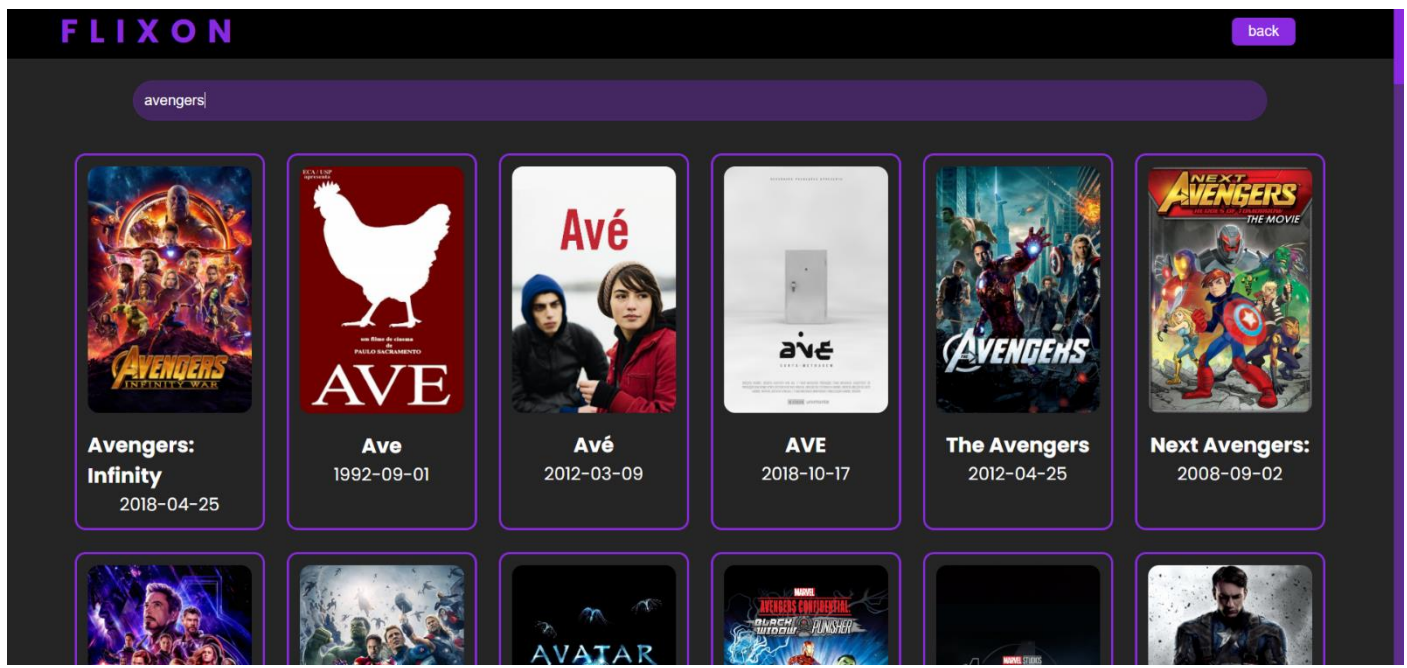 FLIXON
back
avengers
AVENGERS
INFINITY WAR
ECA / USP
apresenta
um filme de cinema
de
PAULO SACRAMENTO
AVE
Avé
avé
AVENGERS
NEXT
AVENGERS
HEROES OF TOMORROW
THE MOVIE
Avengers:
Infinity
2018-04-25
Ave
1992-09-01
Avé
2012-03-09
AVE
2018-10-17
The Avengers
2012-04-25
Next Avengers:
2008-09-02
AVATAR
MARVEL
AVENGERS CONFIDENTIAL:
BLACK
WIDOW
PUNISHER
MARVEL STUDIOS